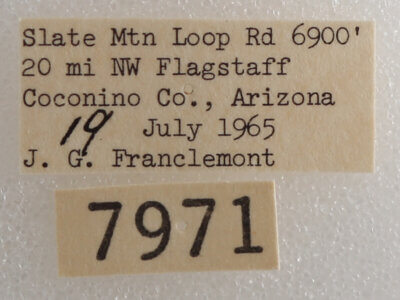 Slate Mtn Loop Rd 6900'
20 mi NW Flagstaff
Coconino Co., Arizona
19 July 1965
J. G. Franclemont
7971